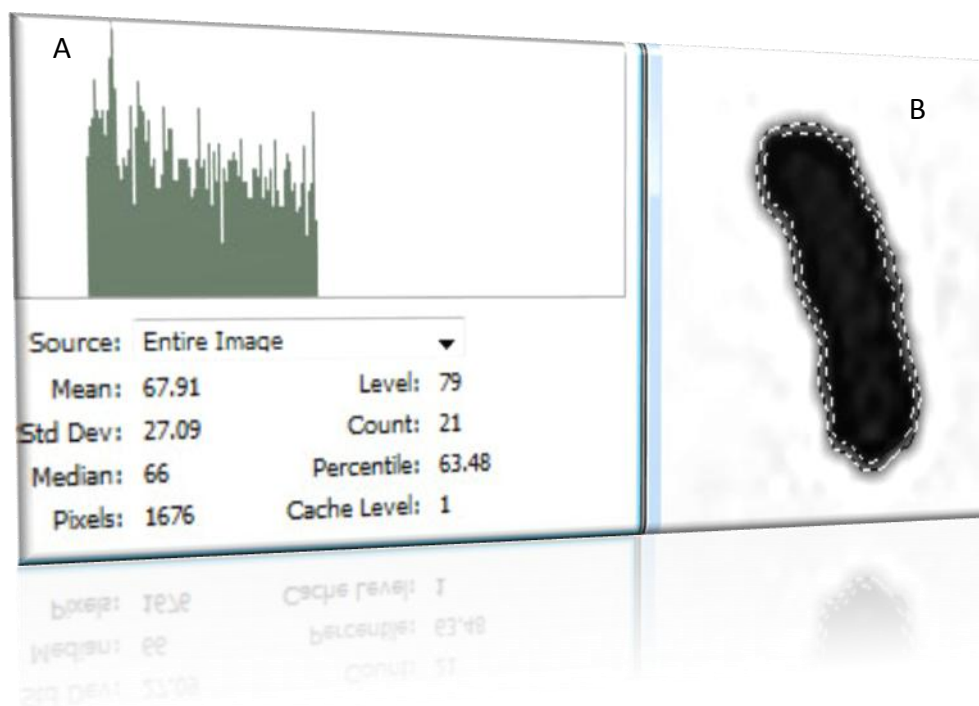 A
B
Source: Entire Image
Mean: 67.91 Level: 79
Std Dev: 27.09 Count: 21
Median: 66 Percentile: 63.48
Pixels: 1676 Cache Level: 1